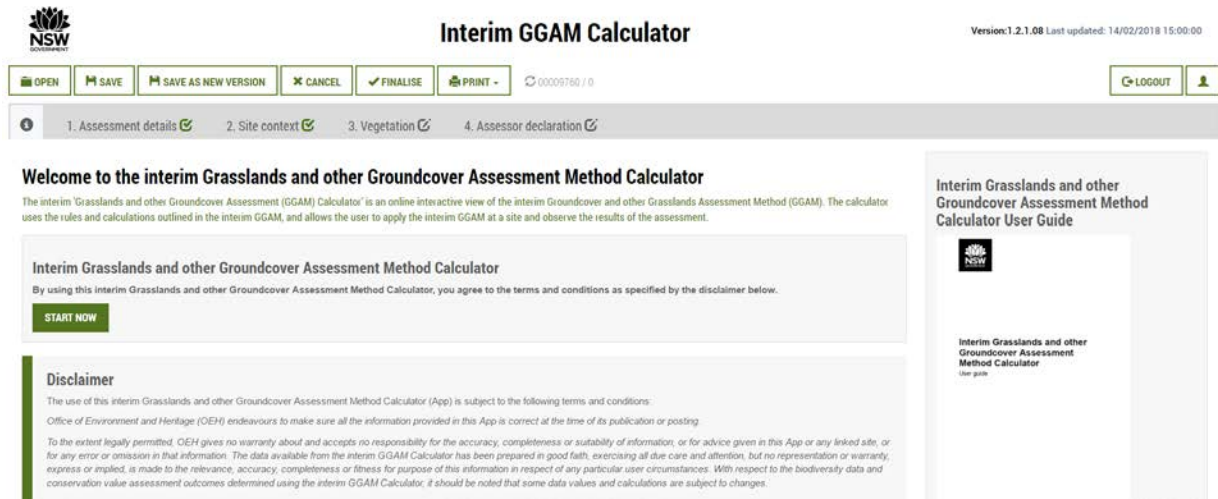 NSW
GOVERNMENT
Interim GGAM Calculator
Version:1.2.1.08 Last updated: 14/02/2018 15:00:00
OPEN
SAVE
SAVE AS NEW VERSION
CANCEL
FINALISE
PRINT
00009760 / 0
LOGOUT
1. Assessment details
2. Site context
3. Vegetation
4. Assessor declaration
Welcome to the interim Grasslands and other Groundcover Assessment Method Calculator
The interim 'Grasslands and other Groundcover Assessment (GGAM) Calculator' is an online interactive view of the interim Groundcover and other Grasslands Assessment Method (GGAM). The calculator
uses the rules and calculations outlined in the interim GGAM, and allows the user to apply the interim GGAM at a site and observe the results of the assessment.
Interim Grasslands and other Groundcover Assessment Method Calculator
By using this interim Grasslands and other Groundcover Assessment Method Calculator, you agree to the terms and conditions as specified by the disclaimer below.
START NOW
Disclaimer
The use of this interim Grasslands and other Groundcover Assessment Method Calculator (App) is subject to the following terms and conditions:
Office of Environment and Heritage (OEH) endeavours to make sure all the information provided in this App is correct at the time of its publication or posting.
To the extent legally permitted, OEH gives no warranty about and accepts no responsibility for the accuracy, completeness or suitability of information, or for advice given in this App or any linked site, or
for any error or omission in that information. The data available from the interim GGAM Calculator has been prepared in good faith, exercising all due care and attention, but no representation or warranty,
express or implied, is made to the relevance, accuracy, completeness or fitness for purpose of this information in respect of any particular user circumstances. With respect to the biodiversity data and
conservation value assessment outcomes determined using the interim GGAM Calculator, it should be noted that some data values and calculations are subject to changes.
Interim Grasslands and other
Groundcover Assessment Method
Calculator User Guide
NSW
Interim Grasslands and other
Groundcover Assessment
Method Calculator
User guide